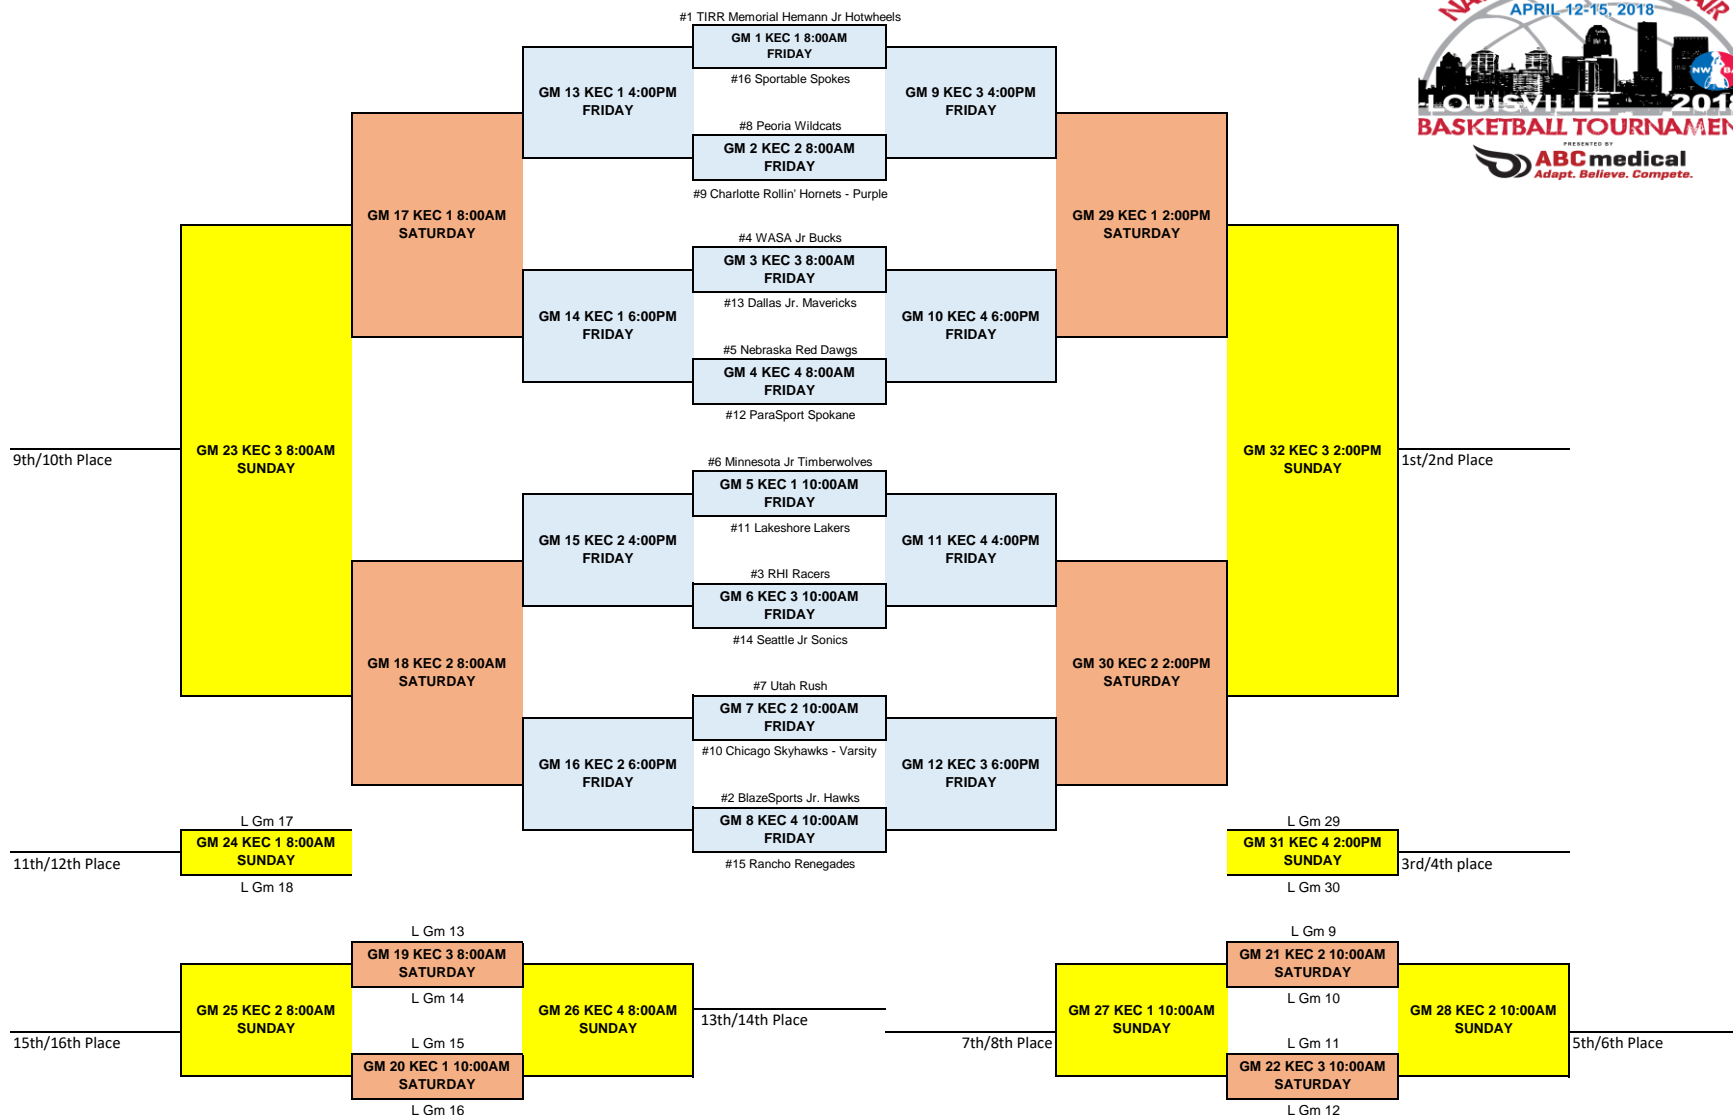 APRIL 12-15, 2018
NW
LOUISVILLE 2018
PRESENTED BY
ABC medical
Adapt. Believe. Compete.
#1 TIRR Memorial Hemann Jr Hotwheels
GM 1 KEC 1 8:00AM
FRIDAY
#16 Sportable Spokes
GM 13 KEC 1 4:00PM
FRIDAY
GM 9 KEC 3 4:00PM
FRIDAY
#8 Peoria Wildcats
GM 2 KEC 2 8:00AM
FRIDAY
#9 Charlotte Rollin' Hornets - Purple
GM 17 KEC 1 8:00AM
SATURDAY
GM 29 KEC 1 2:00PM
SATURDAY
#4 WASA Jr Bucks
GM 3 KEC 3 8:00AM
FRIDAY
#13 Dallas Jr. Mavericks
GM 14 KEC 1 6:00PM
FRIDAY
GM 10 KEC 4 6:00PM
FRIDAY
#5 Nebraska Red Dawgs
GM 4 KEC 4 8:00AM
FRIDAY
#12 ParaSport Spokane
GM 23 KEC 3 8:00AM
SUNDAY
GM 32 KEC 3 2:00PM
SUNDAY
9th/10th Place
1st/2nd Place
#6 Minnesota Jr Timberwolves
GM 5 KEC 1 10:00AM
FRIDAY
#11 Lakeshore Lakers
GM 15 KEC 2 4:00PM
FRIDAY
GM 11 KEC 4 4:00PM
FRIDAY
#3 RHI Racers
GM 6 KEC 3 10:00AM
FRIDAY
#14 Seattle Jr Sonics
GM 18 KEC 2 8:00AM
SATURDAY
GM 30 KEC 2 2:00PM
SATURDAY
#7 Utah Rush
GM 7 KEC 2 10:00AM
FRIDAY
#10 Chicago Skyhawks - Varsity
GM 16 KEC 2 6:00PM
FRIDAY
GM 12 KEC 3 6:00PM
FRIDAY
#2 BlazeSports Jr. Hawks
GM 8 KEC 4 10:00AM
FRIDAY
#15 Rancho Renegades
L Gm 17
GM 24 KEC 1 8:00AM
SUNDAY
L Gm 18
11th/12th Place
L Gm 29
GM 31 KEC 4 2:00PM
SUNDAY
L Gm 30
3rd/4th place
L Gm 13
GM 19 KEC 3 8:00AM
SATURDAY
L Gm 14
GM 25 KEC 2 8:00AM
SUNDAY
GM 26 KEC 4 8:00AM
SUNDAY
13th/14th Place
15th/16th Place
L Gm 15
GM 20 KEC 1 10:00AM
SATURDAY
L Gm 16
L Gm 9
GM 21 KEC 2 10:00AM
SATURDAY
L Gm 10
GM 27 KEC 1 10:00AM
SUNDAY
GM 28 KEC 2 10:00AM
SUNDAY
7th/8th Place
5th/6th Place
L Gm 11
GM 22 KEC 3 10:00AM
SATURDAY
L Gm 12
BASKETBALL TOURNAMEN